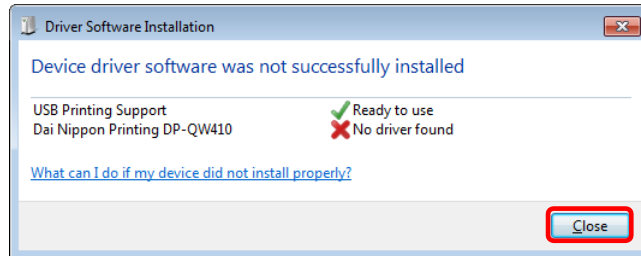 Driver Software Installation
Device driver software was not successfully installed
USB Printing Support Ready to use
Dai Nippon Printing DP-QW410 No driver found
What can I do if my device did not install properly?
Close